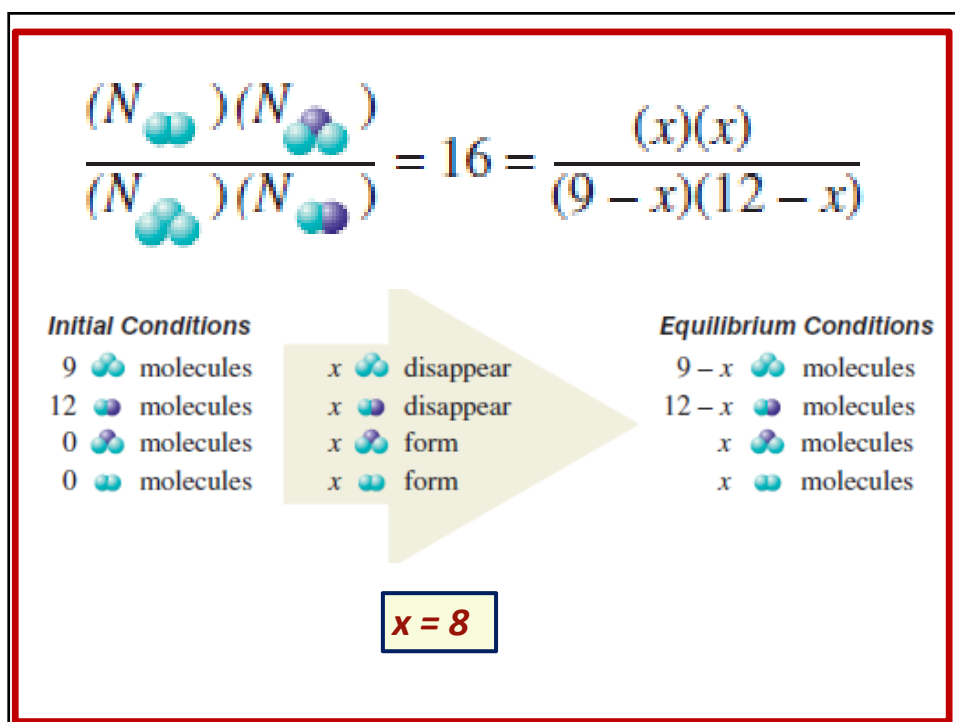 (N )(N ) (x)(x)
= 16 =
(N )(N ) (9 – x)(12 – x)
Initial Conditions Equilibrium Conditions
9 molecules x disappear 9 – x molecules
12 molecules x disappear 12 – x molecules
0 molecules x form x molecules
0 molecules x form x molecules
x = 8